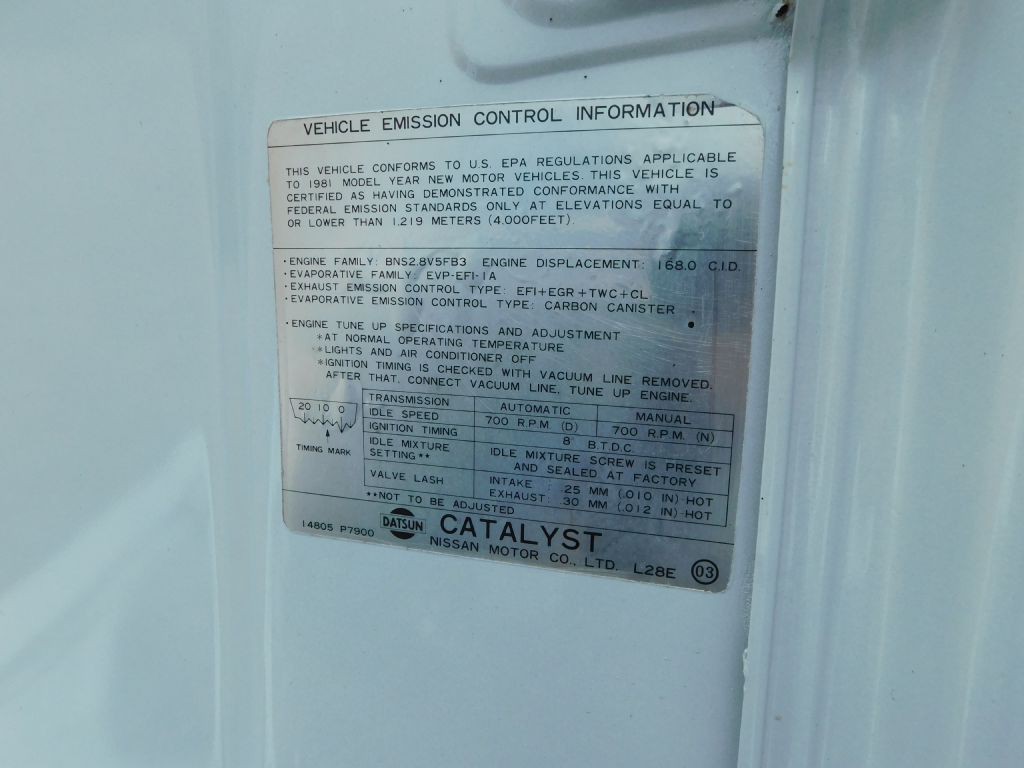 VEHICLE EMISSION CONTROL INFORMATION
THIS VEHICLE CONFORMS TO U.S. EPA REGULATIONS APPLICABLE
TO 1981 MODEL YEAR NEW MOTOR VEHICLES. THIS VEHICLE IS
CERTIFIED AS HAVING DEMONSTRATED CONFORMANCE WITH
FEDERAL EMISSION STANDARDS ONLY AT ELEVATIONS EQUAL TO
OR LOWER THAN 1.219 METERS (4.000FEET).
· ENGINE FAMILY: BNS2.8V5FB3 ENGINE DISPLACEMENT: 168.0 C.I.D.
· EVAPORATIVE FAMILY: EVP-EFI-1A
· EXHAUST EMISSION CONTROL TYPE: EFI+EGR+TWC+CL
· EVAPORATIVE EMISSION CONTROL TYPE: CARBON CANISTER
· ENGINE TUNE UP SPECIFICATIONS AND ADJUSTMENT
*AT NORMAL OPERATING TEMPERATURE
*LIGHTS AND AIR CONDITIONER OFF
*IGNITION TIMING IS CHECKED WITH VACUUM LINE REMOVED.
AFTER THAT. CONNECT VACUUM LINE, TUNE UP ENGINE.
20 10 0
TIMING MARK
TRANSMISSION AUTOMATIC MANUAL
IDLE SPEED 700 R.P.M. (D) 700 R.P.M. (N)
IGNITION TIMING 8° B.T.D.C.
IDLE MIXTURE SETTING** IDLE MIXTURE SCREW IS PRESET
AND SEALED AT FACTORY
VALVE LASH INTAKE : .25 MM (.010 IN)-HOT
EXHAUST: .30 MM (.012 IN)-HOT
**NOT TO BE ADJUSTED
14805 P7900 DATSUN CATALYST
NISSAN MOTOR CO., LTD. L28E 03